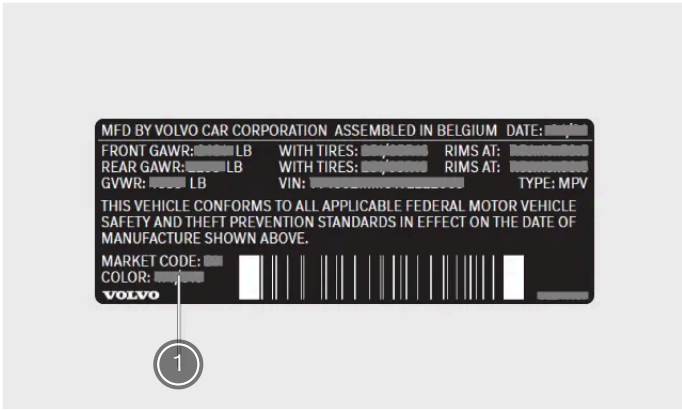 MFD BY VOLVO CAR CORPORATION ASSEMBLED IN BELGIUM DATE:
FRONT GAWR: LB WITH TIRES: RIMS AT:
REAR GAWR: LB WITH TIRES: RIMS AT:
GVWR: LB VIN: TYPE: MPV
THIS VEHICLE CONFORMS TO ALL APPLICABLE FEDERAL MOTOR VEHICLE
SAFETY AND THEFT PREVENTION STANDARDS IN EFFECT ON THE DATE OF
MANUFACTURE SHOWN ABOVE.
MARKET CODE:
COLOR:
VOLVO
1